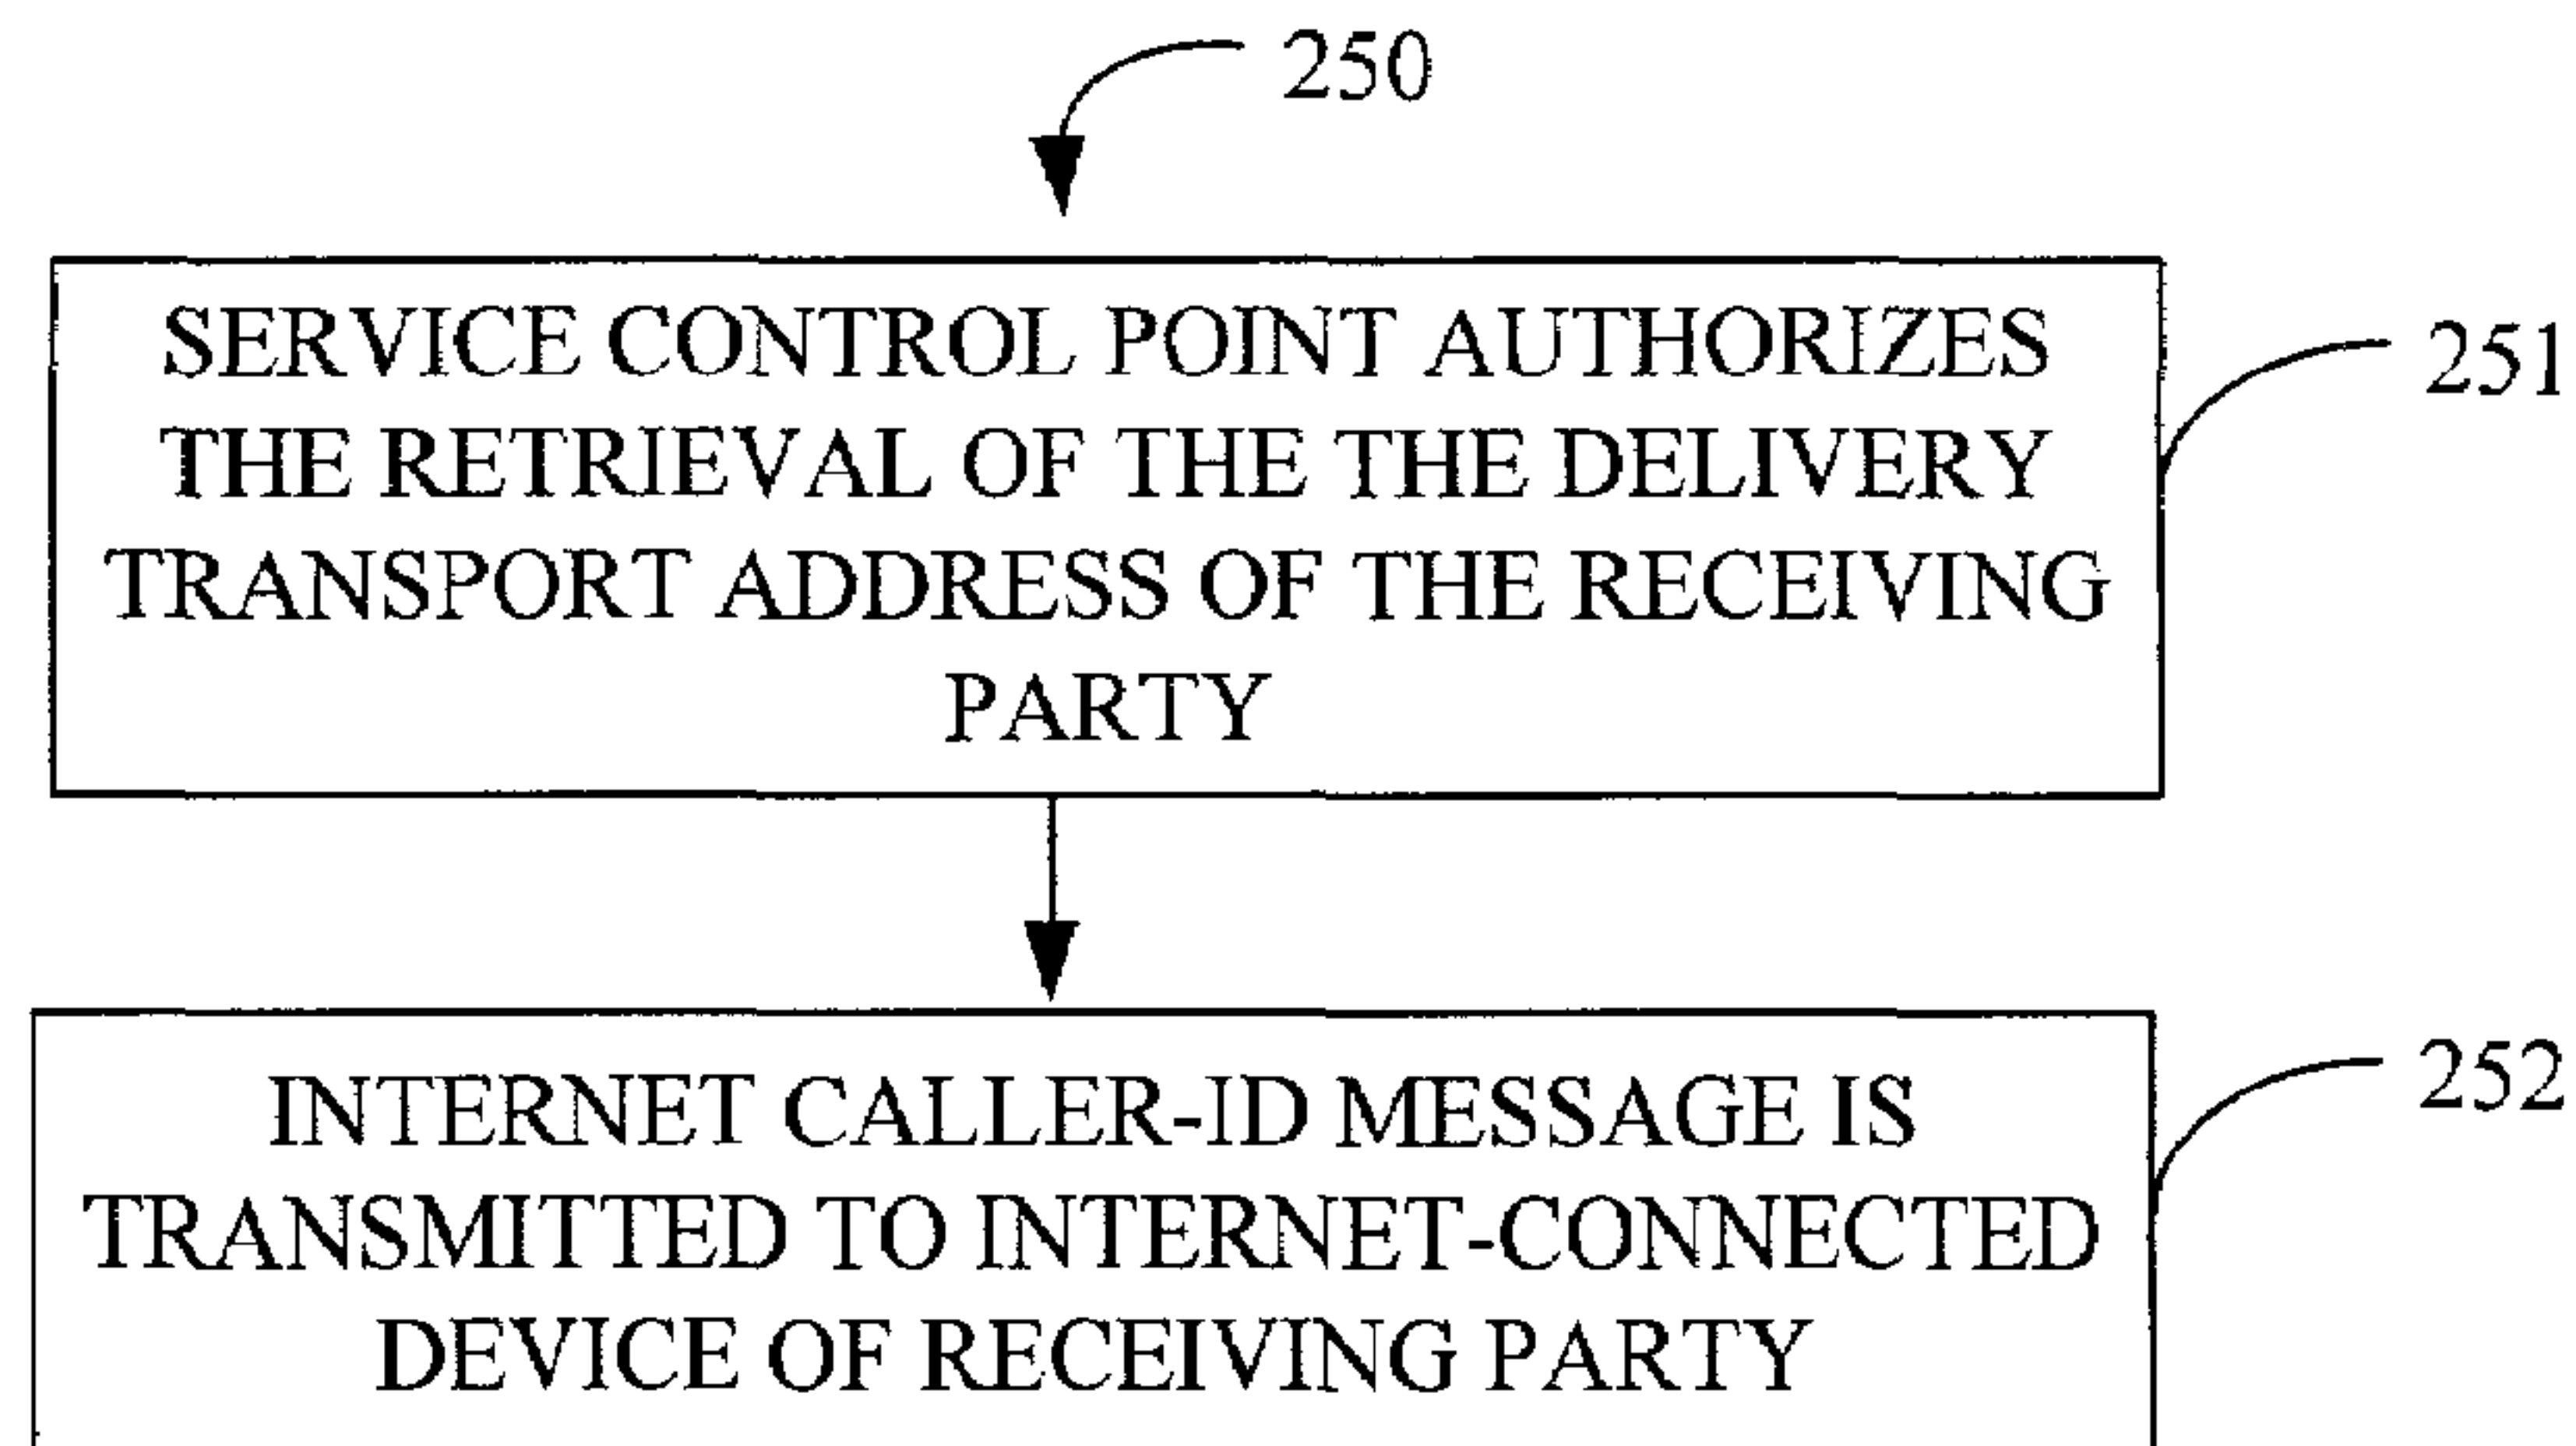 250
SERVICE CONTROL POINT AUTHORIZES
251
THE RETRIEVAL OF THE THE DELIVERY
TRANSPORT ADDRESS OF THE RECEIVING
PARTY
INTERNET CALLER-ID MESSAGE IS
252
TRANSMITTED TO INTERNET-CONNECTED
DEVICE OF RECEIVING PARTY